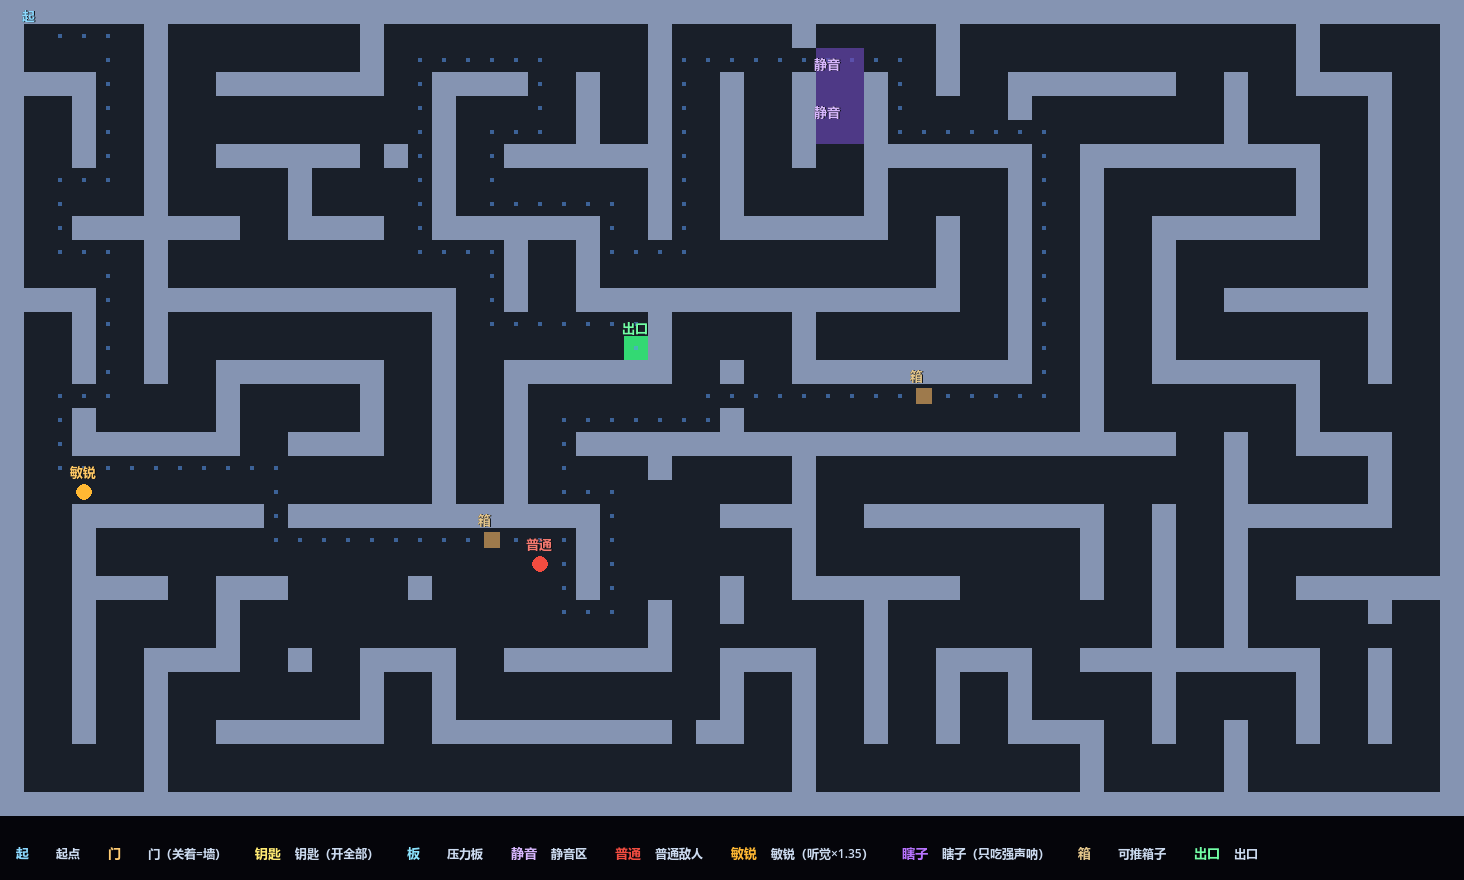 起
静音
静音
出口
箱
敏锐
箱
普通
起 起点 门 门（关着=墙） 钥匙 钥匙（开全部） 板 压力板 静音 静音区 普通 普通敌人 敏锐 敏锐（听觉×1.35） 瞎子 瞎子（只吃强声呐） 箱 可推箱子 出口 出口